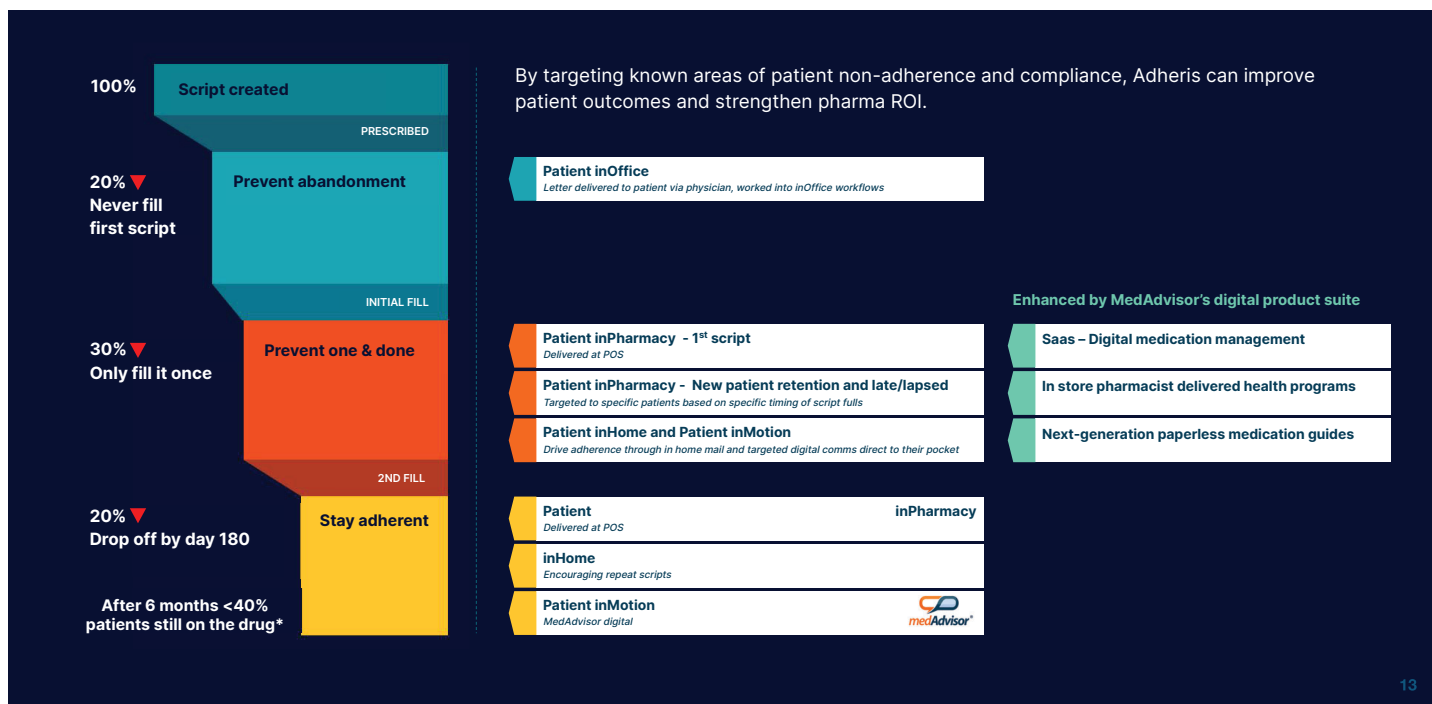 100%
Script created
PRESCRIBED
20%
Never fill
first script
Prevent abandonment
INITIAL FILL
30%
Only fill it once
Prevent one & done
2ND FILL
20%
Drop off by day 180
Stay adherent
After 6 months <40%
patients still on the drug*
By targeting known areas of patient non-adherence and compliance, Adheris can improve
patient outcomes and strengthen pharma ROI.
Patient inOffice
Letter delivered to patient via physician, worked into inOffice workflows
Patient inPharmacy - 1st script
Delivered at POS
Patient inPharmacy - New patient retention and late/lapsed
Targeted to specific patients based on specific timing of script fulls
Patient inHome and Patient inMotion
Drive adherence through in home mail and targeted digital comms direct to their pocket
Enhanced by MedAdvisor’s digital product suite
Saas – Digital medication management
In store pharmacist delivered health programs
Next-generation paperless medication guides
Patient inPharmacy
Delivered at POS
inHome
Encouraging repeat scripts
Patient inMotion
MedAdvisor digital
medAdvisor®
13